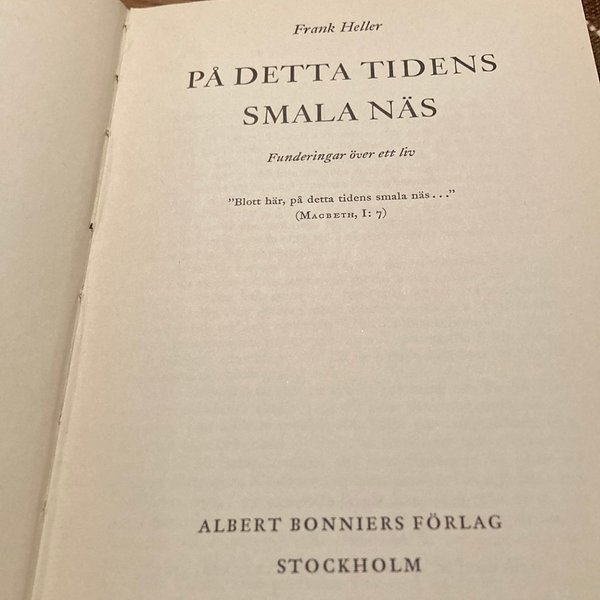 Frank Heller
PÅ DETTA TIDENS
SMALA NÄS
Funderingar över ett liv
”Blott här, på detta tidens smala näs . . .”
(MACBETH, I: 7)
ALBERT BONNIERS FÖRLAG
STOCKHOLM